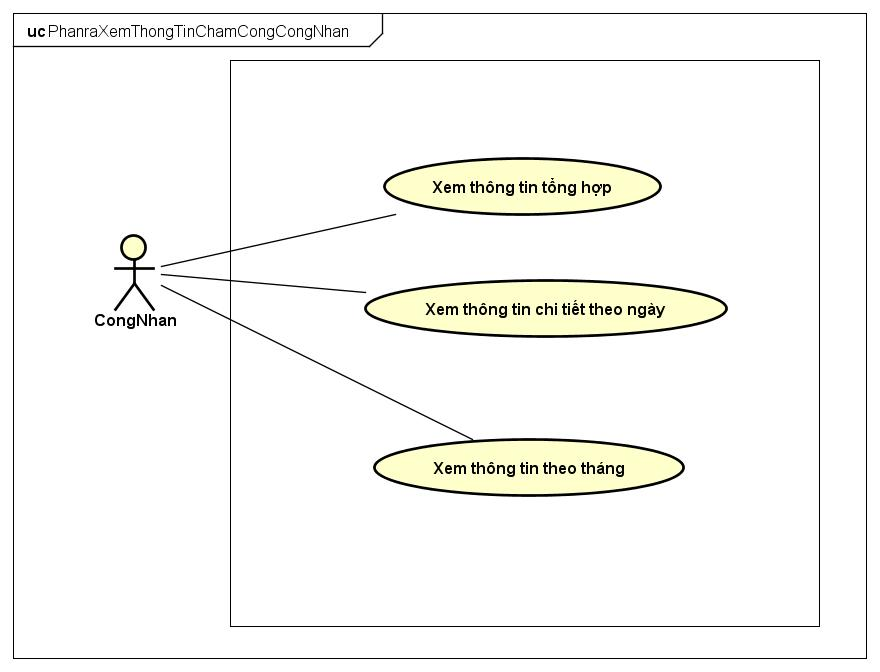 uc PhanraXemThongTinChamCongCongNhan
Xem thông tin tổng hợp
Xem thông tin chi tiết theo ngày
CongNhan
Xem thông tin theo tháng